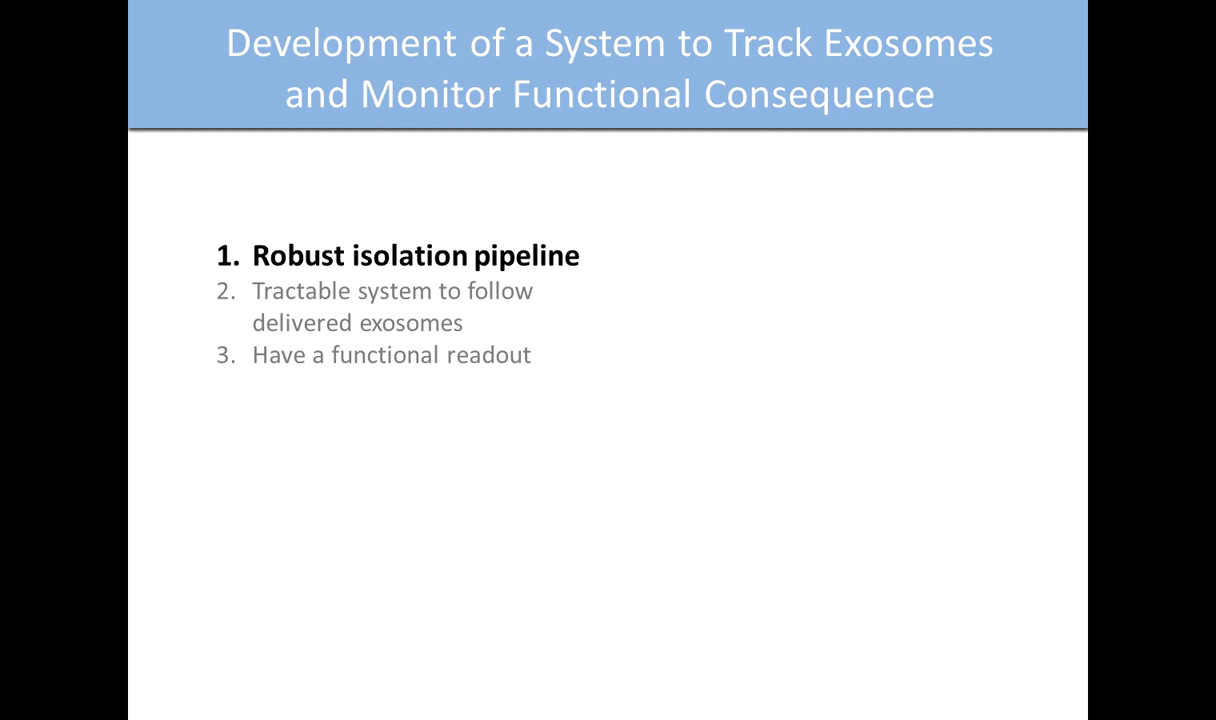 Development of a System to Track Exosomes
and Monitor Functional Consequence
1. Robust isolation pipeline
2. Tractable system to follow
delivered exosomes
3. Have a functional readout